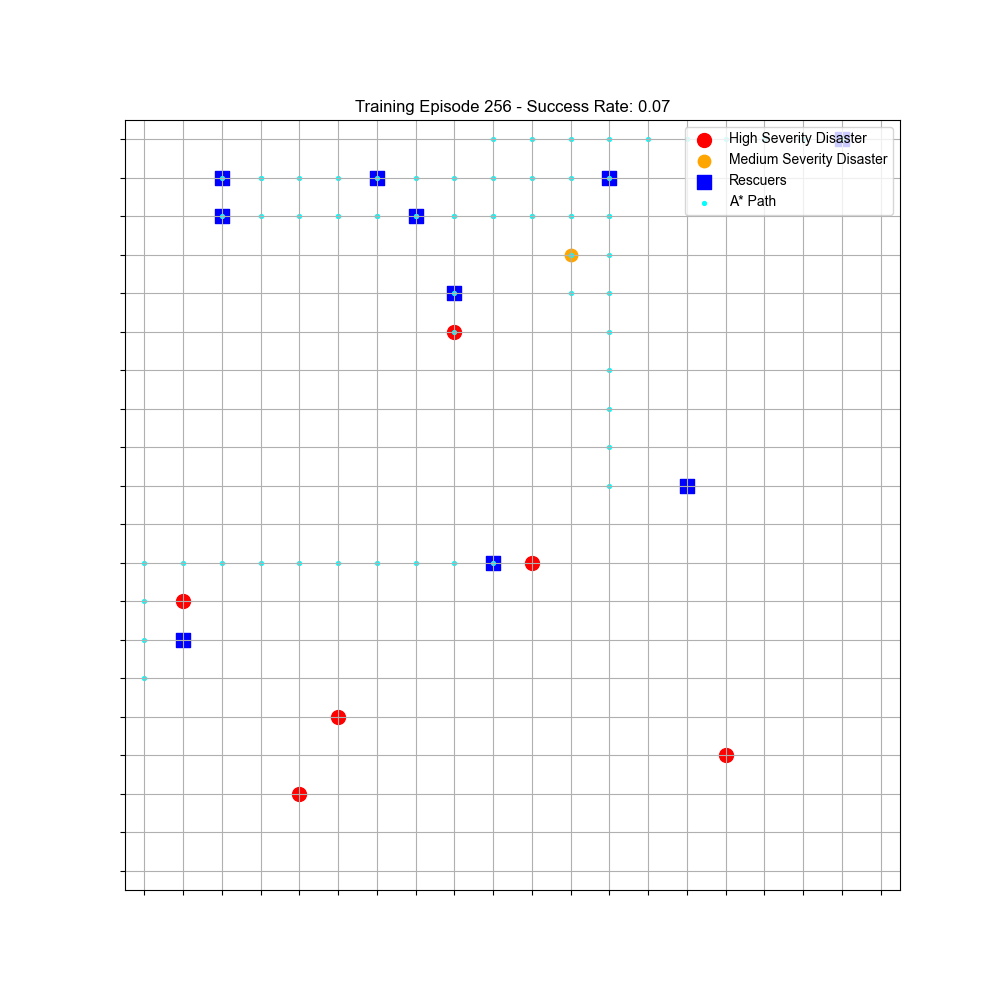 Training Episode 256 - Success Rate: 0.07
High Severity Disaster
Medium Severity Disaster
Rescuers
A* Path